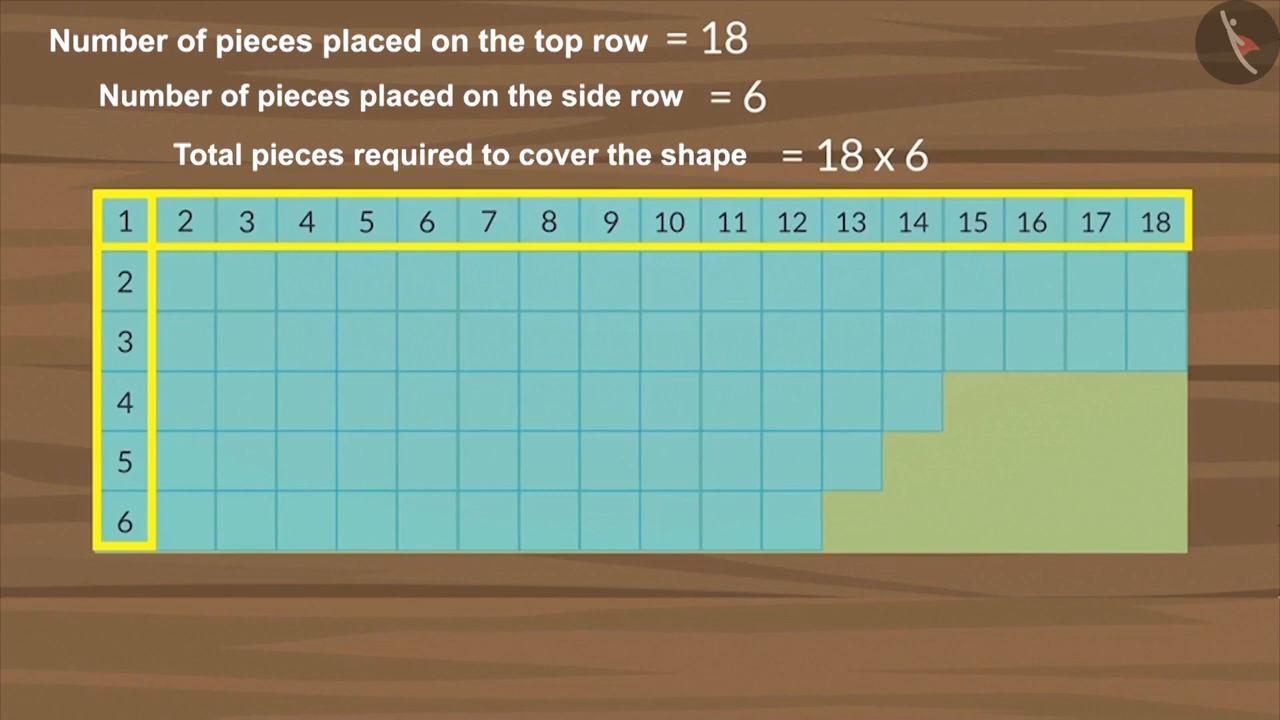 Number of pieces placed on the top row = 18
Number of pieces placed on the side row = 6
Total pieces required to cover the shape = 18 x 6
1 2 3 4 5 6 7 8 9 10 11 12 13 14 15 16 17 18
2
3
4
5
6